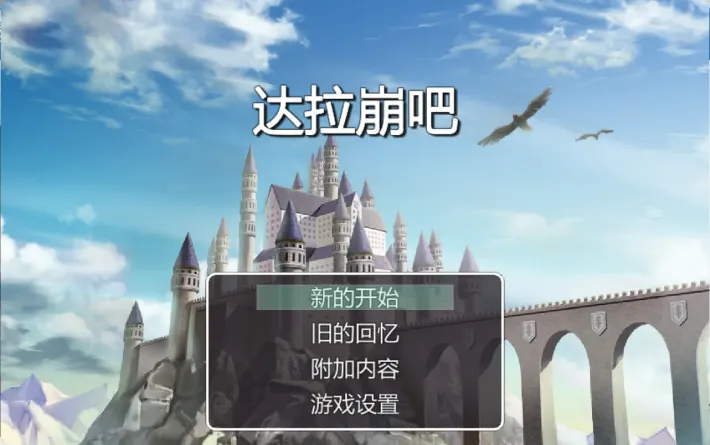 达拉崩吧
新的开始
旧的回忆
附加内容
游戏设置